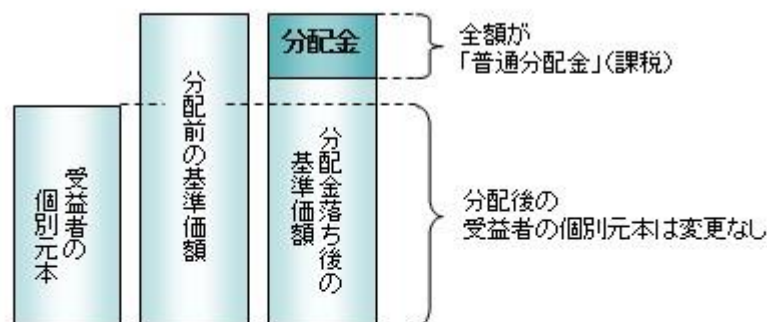 受益者の
個別元本
分配前の基準価額
分配金
分配金落ち後の
基準価額
全額が
「普通分配金」(課税)
分配後の
受益者の個別元本は変更なし